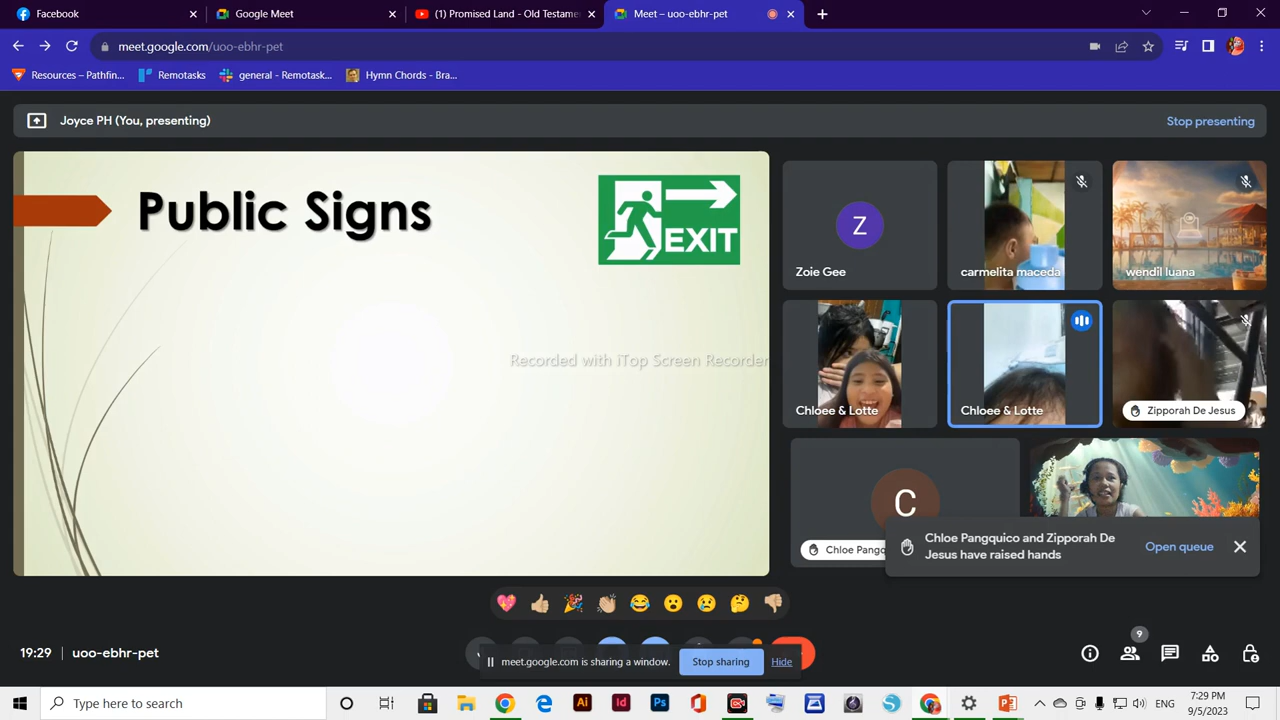 Facebook
Google Meet
(1) Promised Land - Old Testame
Meet – uoo-ebhr-pet
meet.google.com/uoo-ebhr-pet
Resources – Pathfin...
Remotasks
general - Remotask...
Hymn Chords - Bra...
Joyce PH (You, presenting)
Stop presenting
Public Signs
EXIT
Recorded with iTop Screen Recorder
Z
Zoie Gee
carmelita maceda
wendil luana
Chloee & Lotte
Chloee & Lotte
Zipporah De Jesus
C
Chloe Pangq
Chloe Pangquico and Zipporah De
Jesus have raised hands
Open queue
19:29
uoo-ebhr-pet
meet.google.com is sharing a window.
Stop sharing
Hide
9
Type here to search
Ai
Id
Ps
ENG
7:29 PM
9/5/2023